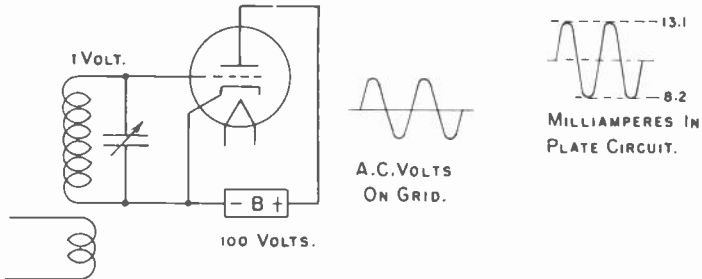 1 VOLT.
- B +
100 VOLTS.
A.C. VOLTS
ON GRID.
13.1
8.2
MILLIAMPERES IN
PLATE CIRCUIT.